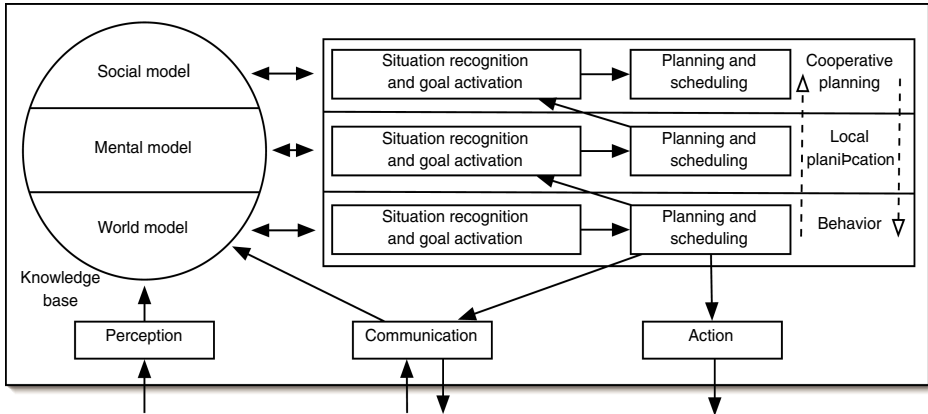 Social model
Mental model
World model
Knowledge
base
Situation recognition
and goal activation
Planning and
scheduling
Cooperative
planning
Situation recognition
and goal activation
Planning and
scheduling
Local
planiÞcation
Situation recognition
and goal activation
Planning and
scheduling
Behavior
Perception
Communication
Action